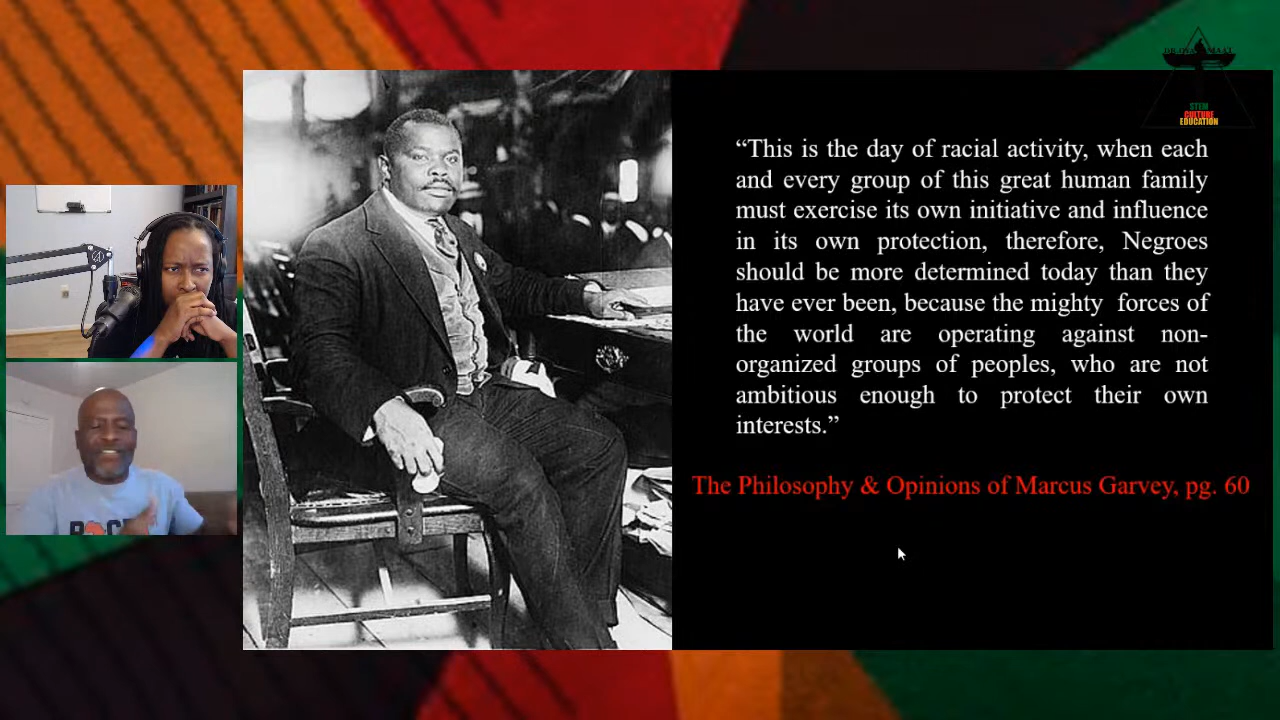 STEM
CULTURE
EDUCATION
“This is the day of racial activity, when each
and every group of this great human family
must exercise its own initiative and influence
in its own protection, therefore, Negroes
should be more determined today than they
have ever been, because the mighty forces of
the world are operating against non-
organized groups of peoples, who are not
ambitious enough to protect their own
interests.”
The Philosophy & Opinions of Marcus Garvey, pg. 60